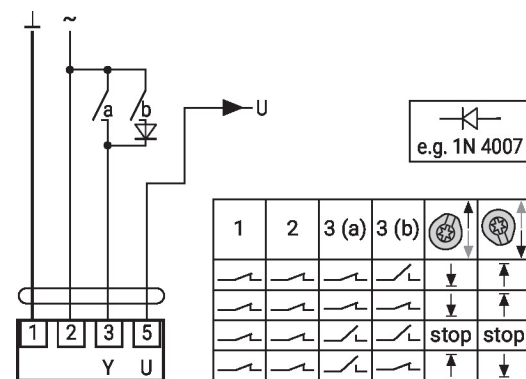 ⊥ ~
a b
U
e.g. 1N 4007
1 2 3 (a) 3 (b)
stop stop
1 2 3 5
Y U